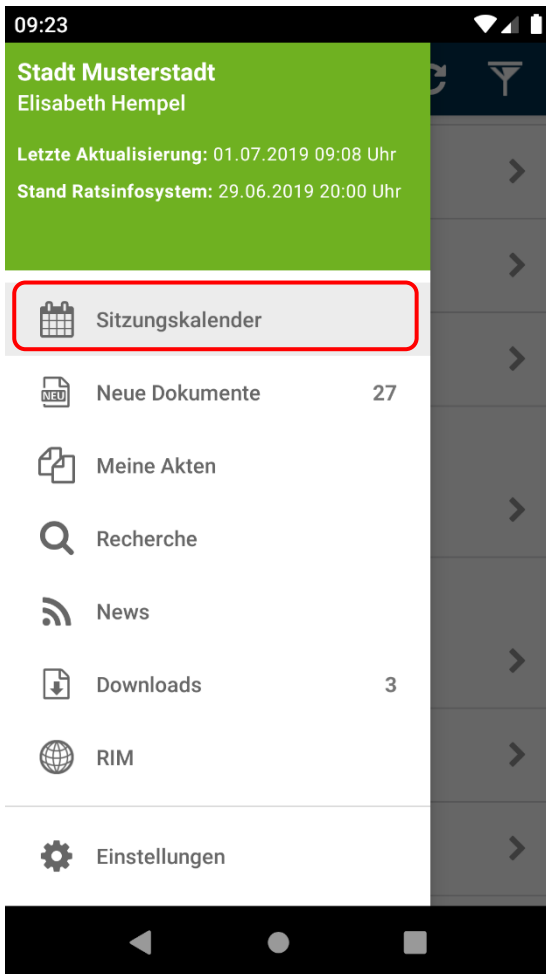 09:23
Stadt Musterstadt
Elisabeth Hempel
Letzte Aktualisierung: 01.07.2019 09:08 Uhr
Stand Ratsinfosystem: 29.06.2019 20:00 Uhr
Sitzungskalender
NEU Neue Dokumente 27
Meine Akten
Recherche
News
Downloads 3
RIM
Einstellungen